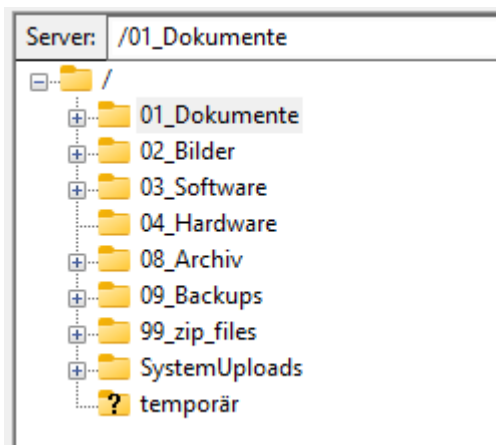 Server: /01_Dokumente
/
01_Dokumente
02_Bilder
03_Software
04_Hardware
08_Archiv
09_Backups
99_zip_files
SystemUploads
? temporär